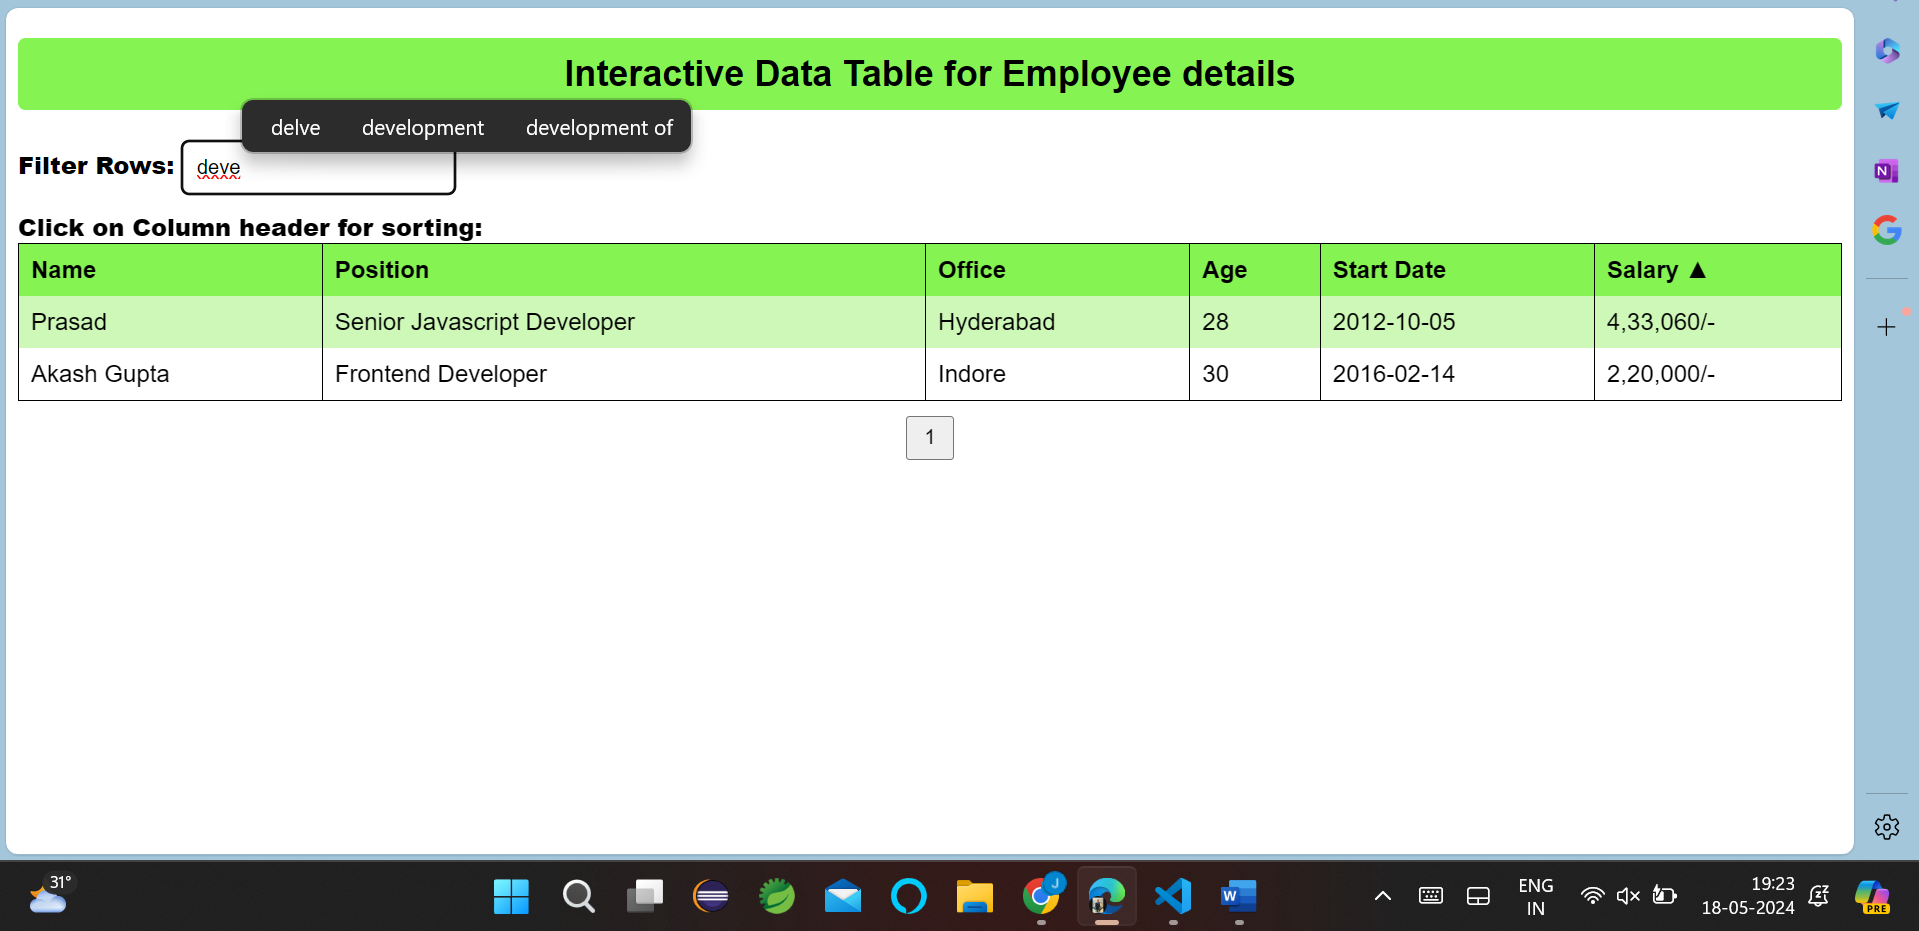 Interactive Data Table for Employee details
delve development development of
Filter Rows: deve
Click on Column header for sorting:
Name Position Office Age Start Date Salary ▲
Prasad Senior Javascript Developer Hyderabad 28 2012-10-05 4,33,060/-
Akash Gupta Frontend Developer Indore 30 2016-02-14 2,20,000/-
1
N
31°
J
W
ENG
IN
19:23
18-05-2024
PRE